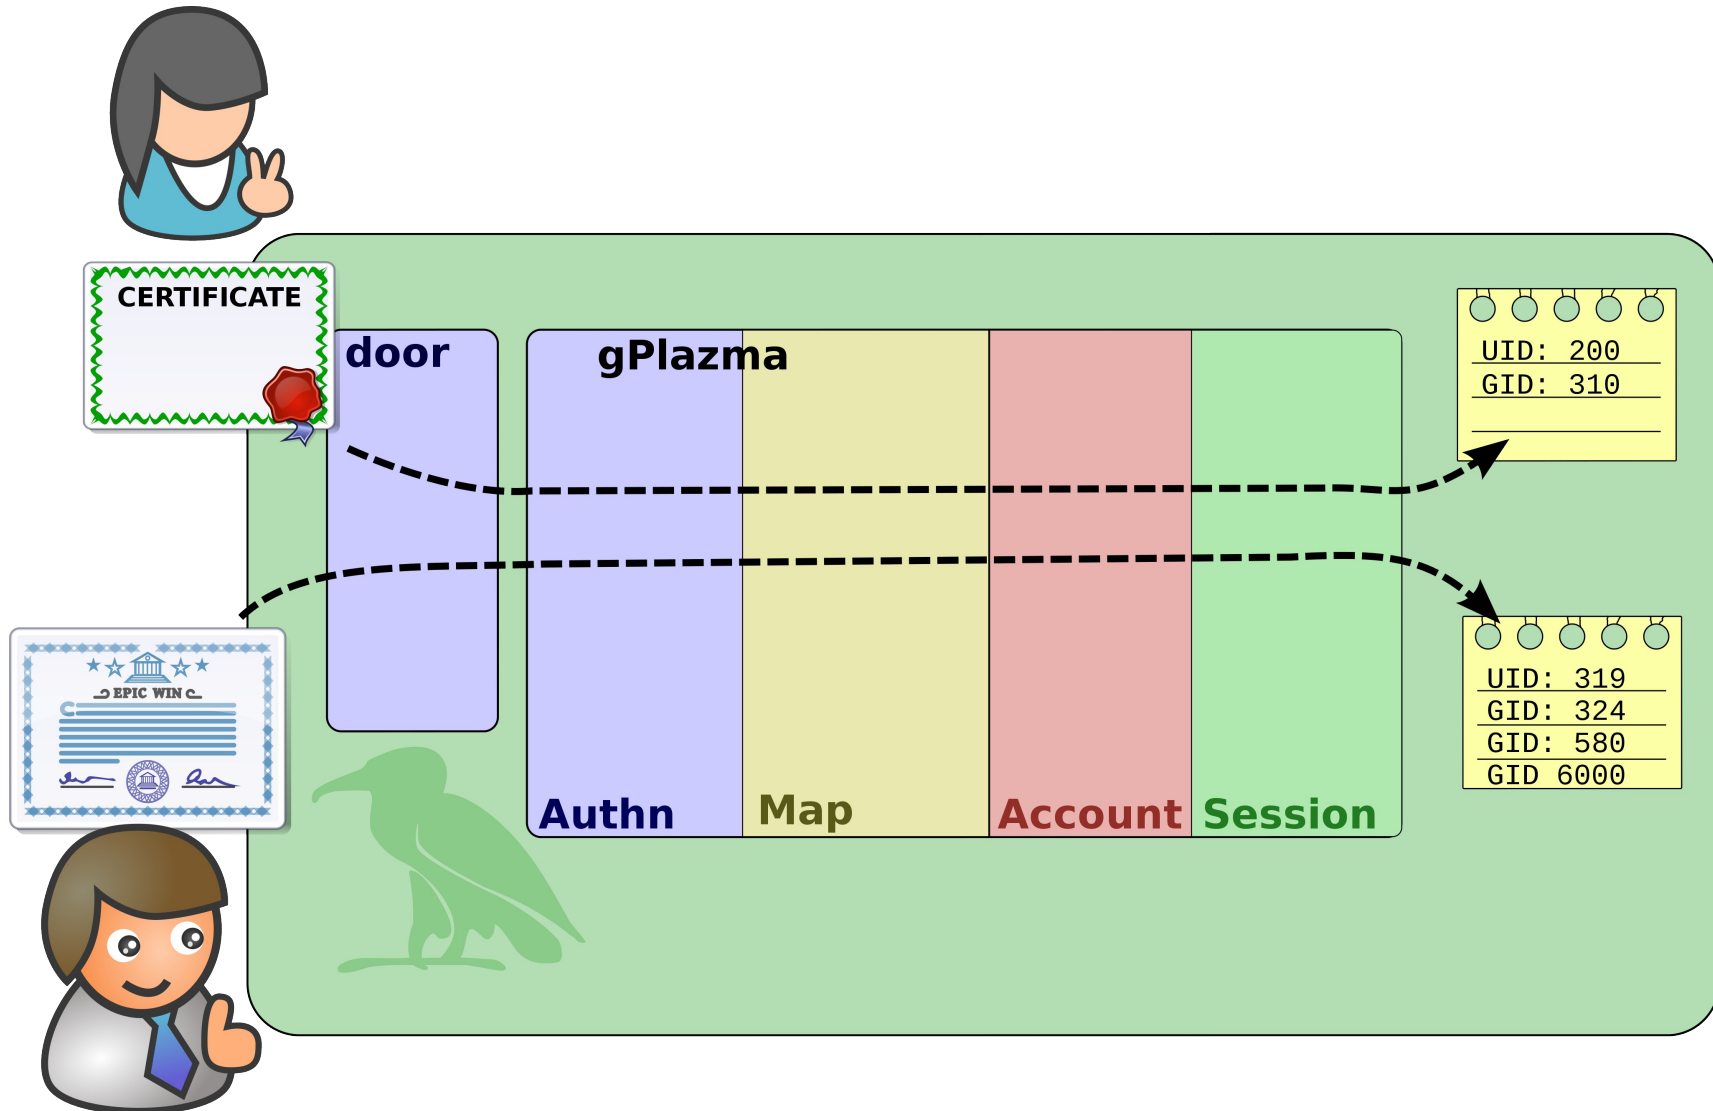 CERTIFICATE
door
gPlazma
UID: 200
GID: 310
EPIC WIN
UID: 319
GID: 324
GID: 580
GID 6000
Authn
Map
Account
Session